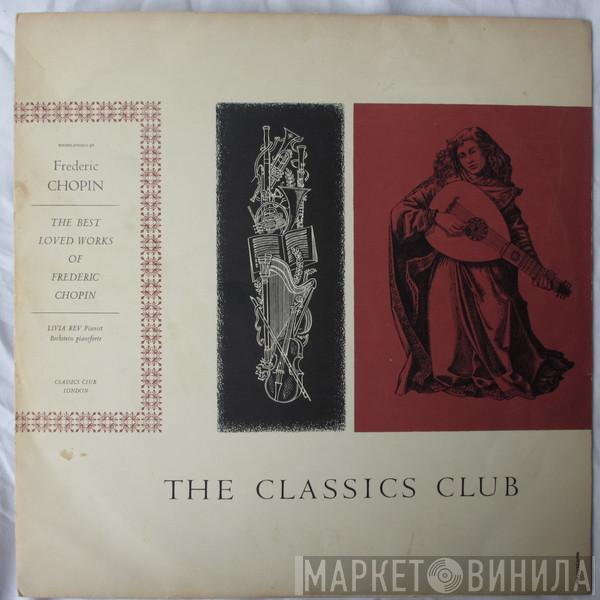 Frederic
CHOPIN
THE BEST
LOVED WORKS
OF
FREDERIC
CHOPIN
LIVIA REV Pianist
Bechstein pianoforte
CLASSICS CLUB
LONDON
THE CLASSICS CLUB
МАРКЕТ ВИНИЛА